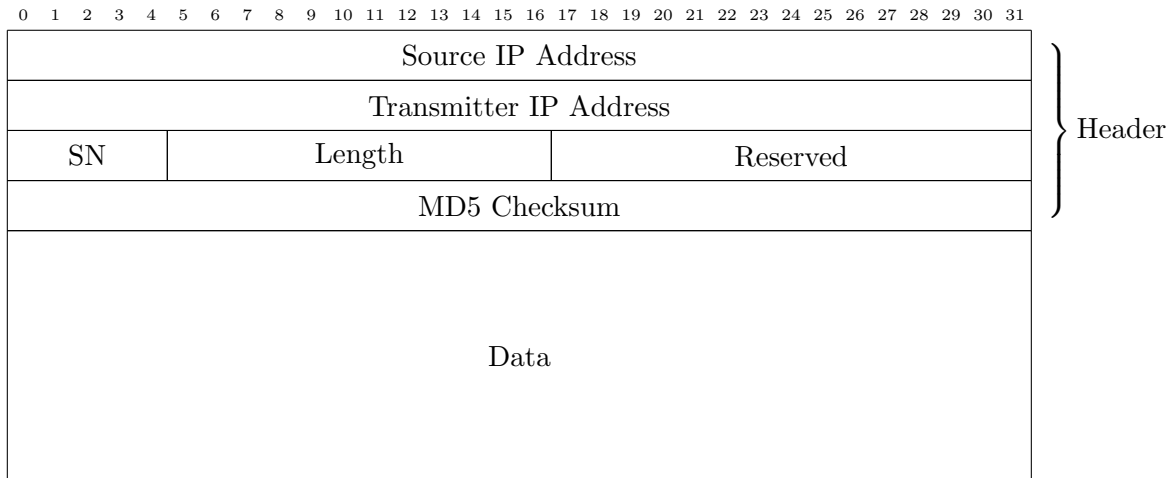 0 1 2 3 4 5 6 7 8 9 10 11 12 13 14 15 16 17 18 19 20 21 22 23 24 25 26 27 28 29 30 31
Source IP Address
Transmitter IP Address
Header
SN Length Reserved
MD5 Checksum
Data